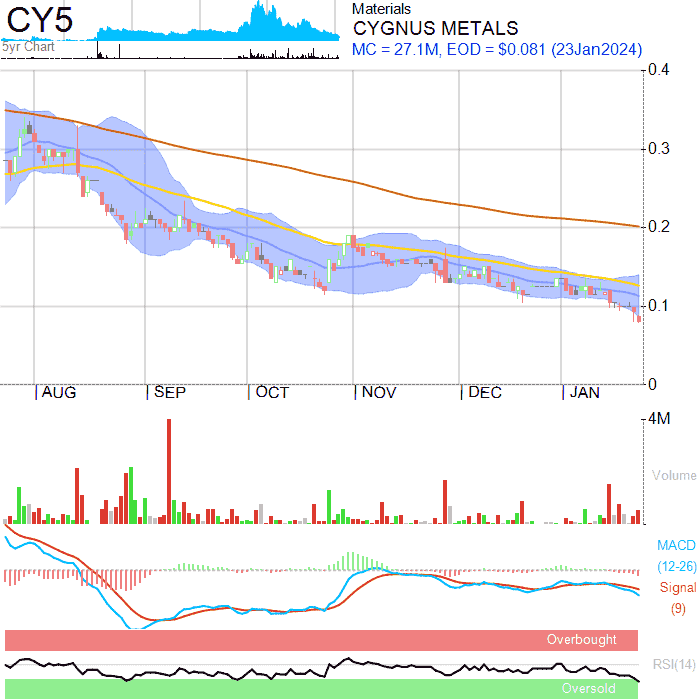 CY5
5yr Chart
Materials
CYGNUS METALS
MC = 27.1M, EOD = $0.081 (23Jan2024)
0.4
0.3
0.2
0.1
0
AUG SEP OCT NOV DEC JAN
4M
Volume
MACD
(12-26)
Signal
(9)
Overbought
RSI(14)
Oversold